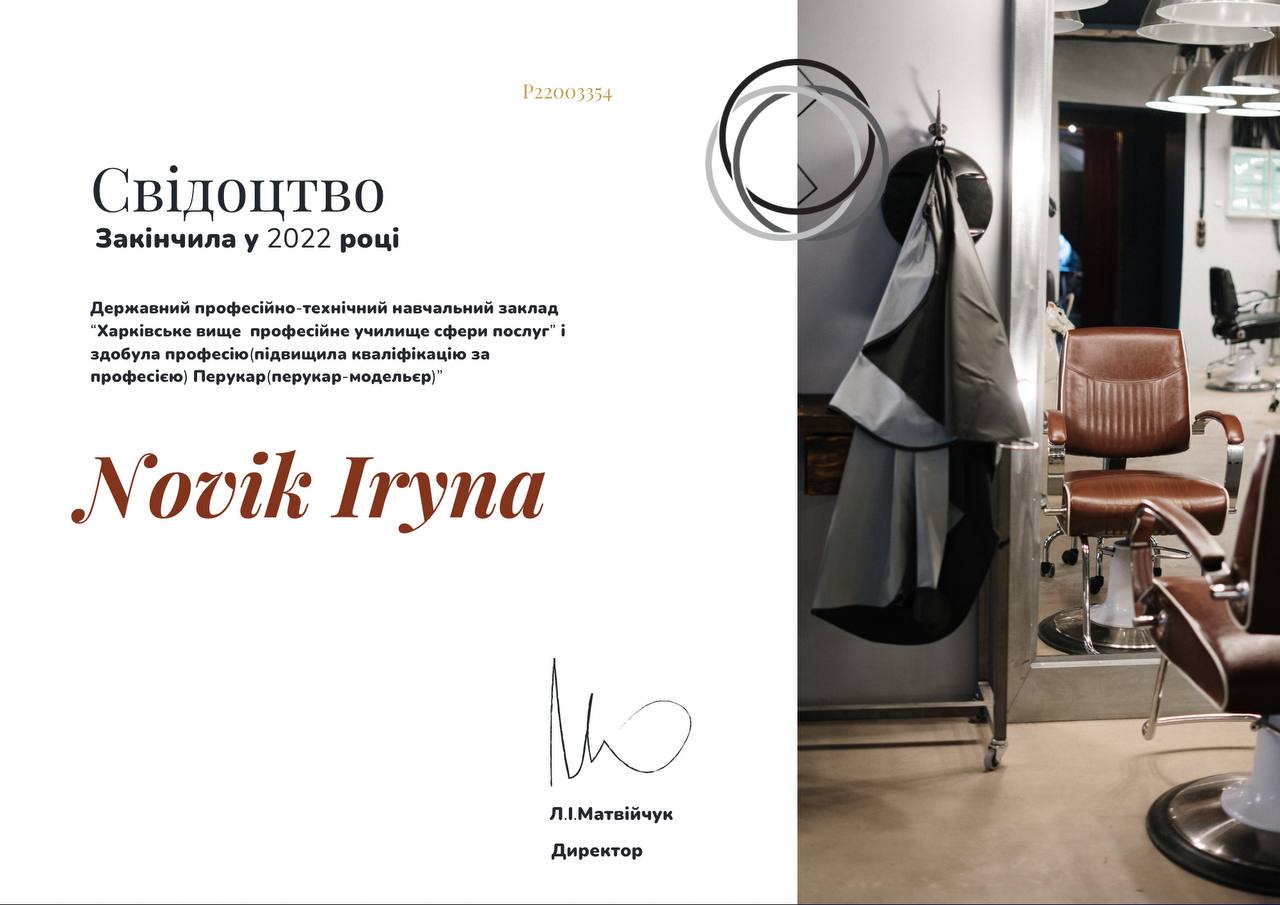 P22003354
Свідоцтво
Закінчила у 2022 році
Державний професійно-технічний навчальний заклад
“Харківське вище  професійне училище сфери послуг” і
здобула професію(підвищила кваліфікацію за
професією) Перукар(перукар-модельєр)”
Novik Iryna
Л.І.Матвійчук
Директор